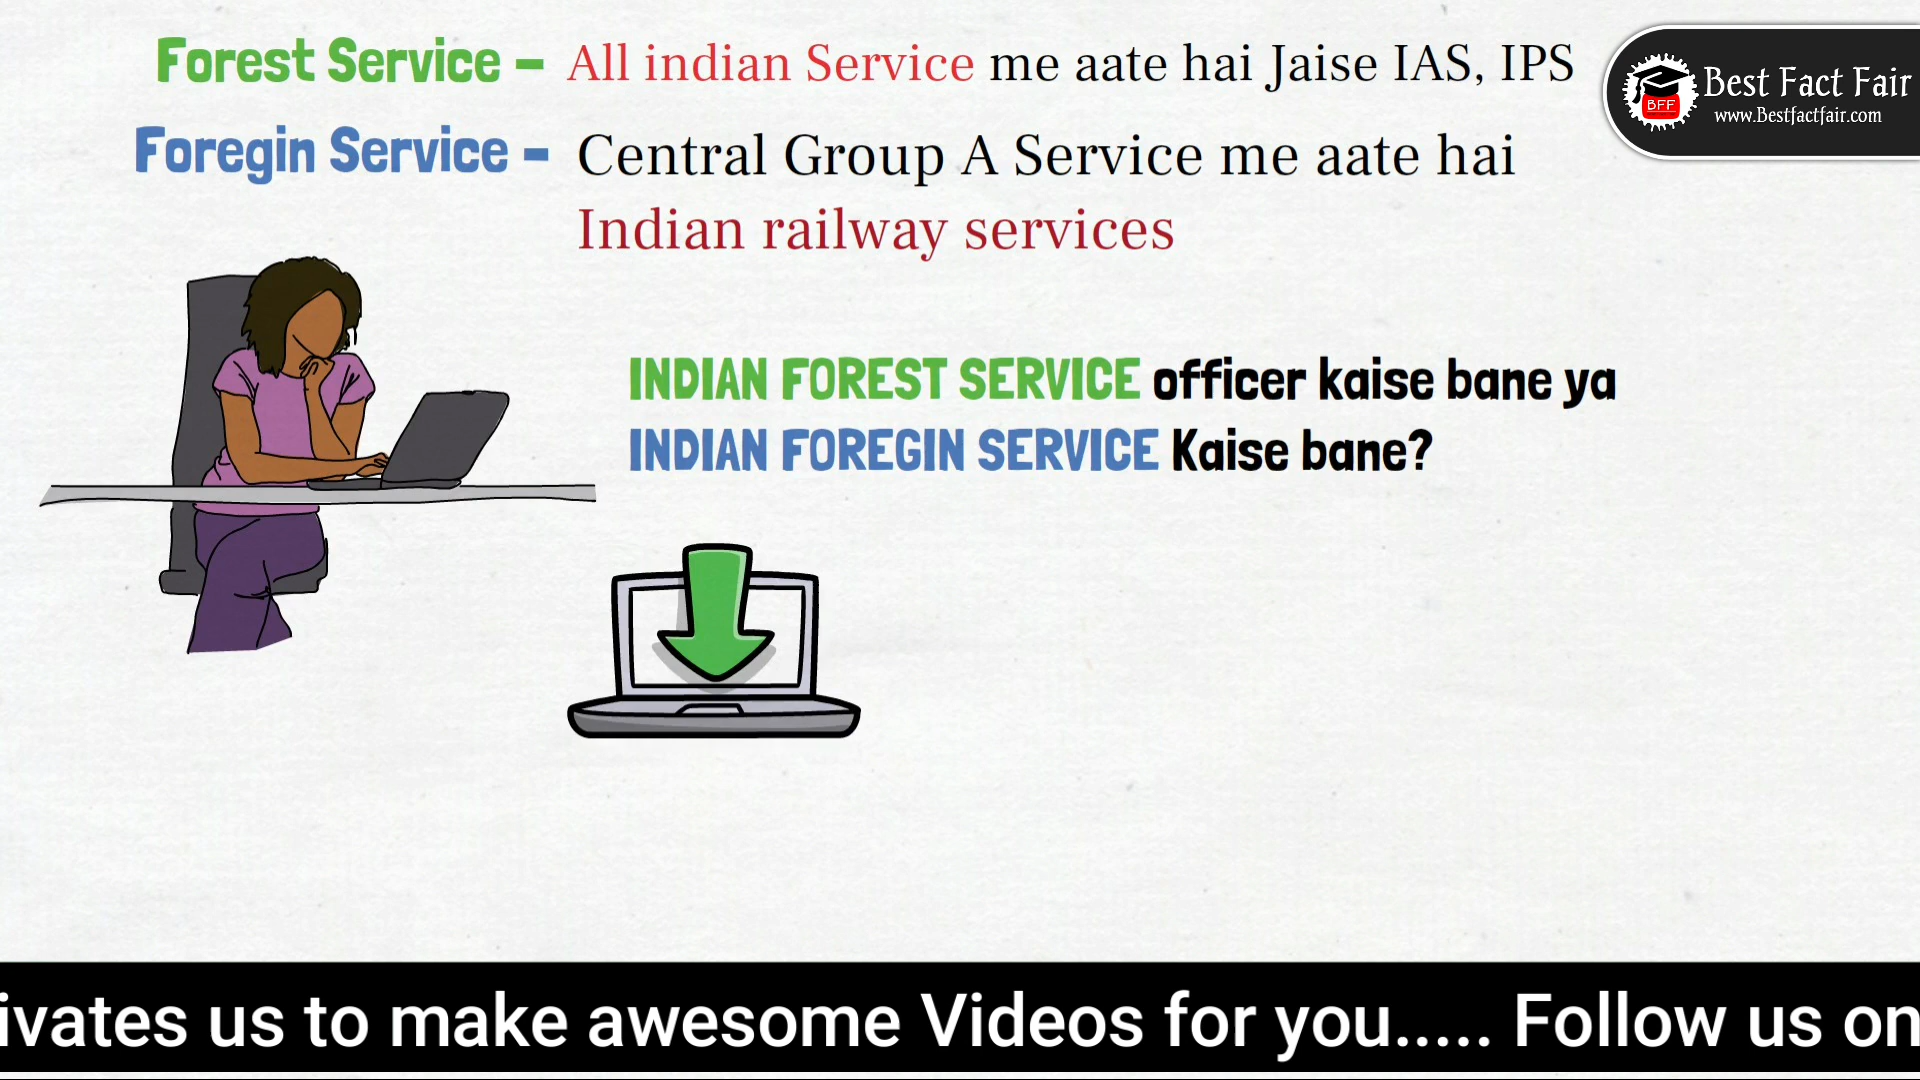 Forest Service - All indian Service me aate hai Jaise IAS, IPS
Foregin Service - Central Group A Service me aate hai
Indian railway services
BFF
Best Fact Fair
www.Bestfactfair.com
INDIAN FOREST SERVICE officer kaise bane ya
INDIAN FOREGIN SERVICE Kaise bane?
ivates us to make awesome Videos for you..... Follow us on